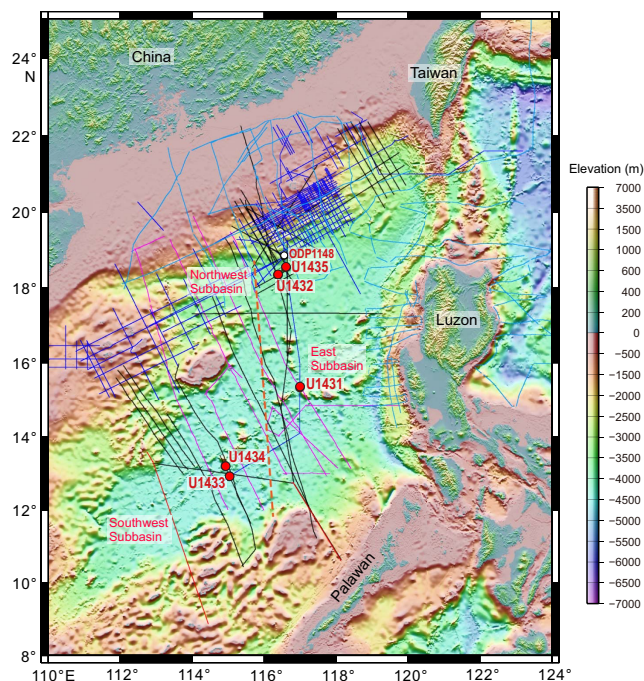 24°
N
22°
20°
18°
16°
14°
12°
10°
8°
110°E
112°
114°
116°
118°
120°
122°
124°
China
Taiwan
ODP1148
U1435
U1432
Northwest
Subbasin
Luzon
East
Subbasin
U1431
U1434
U1433
Southwest
Subbasin
Palawan
Elevation (m)
7000
3500
1500
1000
500
200
0
−200
−500
−1000
−1500
−2000
−2500
−3000
−3500
−4000
−4500
−5000
−5500
−6000
−6500
−7000